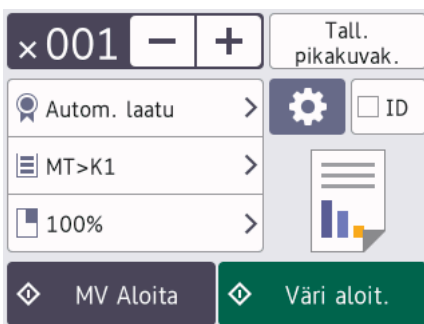 ×001 − +
Tall.
pikakuvak.
Autom. laatu
ID
MT>K1
100%
MV Aloita
Väri aloit.